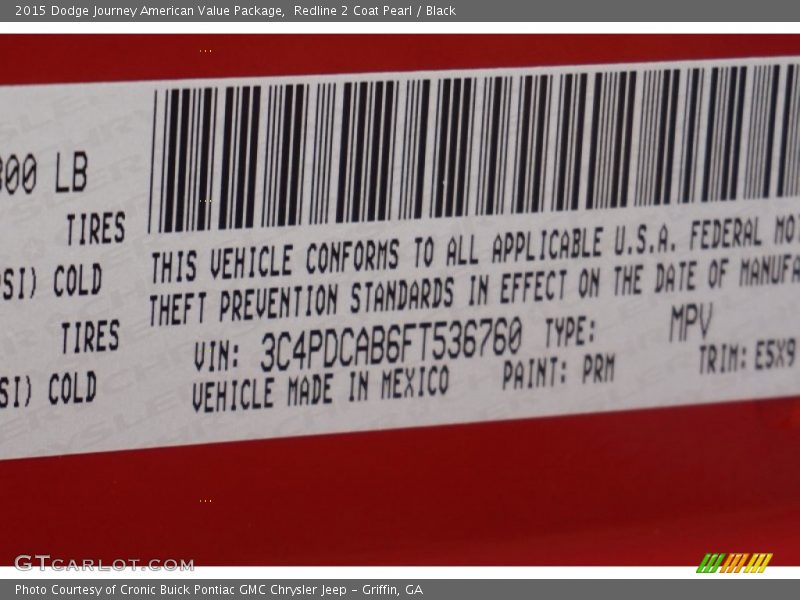 2015 Dodge Journey American Value Package,  Redline 2 Coat Pearl / Black
00 LB
TIRES
THIS VEHICLE CONFORMS TO ALL APPLICABLE U.S.A. FEDERAL MO
SI) COLD
THEFT PREVENTION STANDARDS IN EFFECT ON THE DATE OF MANUFA
TIRES
VIN: 3C4PDCAB6FT536760 TYPE: MPV
SI) COLD
VEHICLE MADE IN MEXICO PAINT: PRM TRIM: E5X9
GTCARLOT.COM
Photo Courtesy of Cronic Buick Pontiac GMC Chrysler Jeep – Griffin, GA